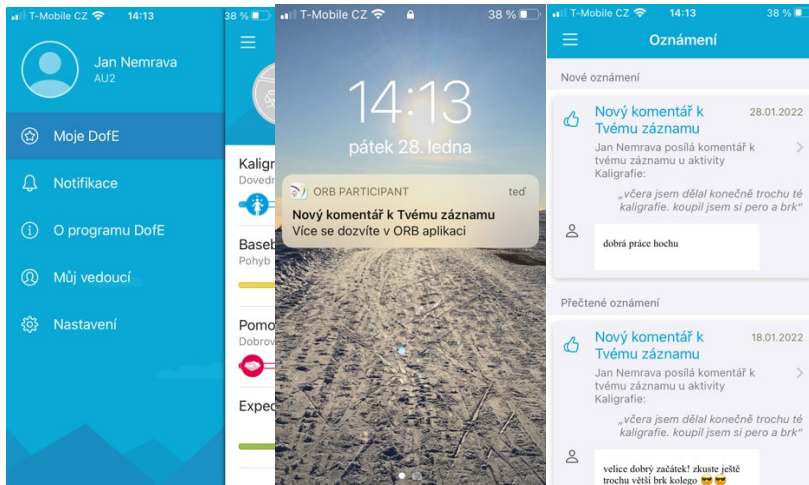 T-Mobile CZ 14:13 38 %
Jan Nemrava
AU2
Moje DofE
Notifikace
O programu DofE
Můj vedoucí
Nastavení
Kaligr
Doved
Baseb
Pohyb
Pomo
Dobrov
Exped
T-Mobile CZ 38 %
14:13
pátek 28. ledna
ORB PARTICIPANT teď
Nový komentář k Tvému záznamu
Více se dozvíte v ORB aplikaci
T-Mobile CZ 14:13 38 %
Oznámení
Nové oznámení
Nový komentář k 28.01.2022
Tvému záznamu
Jan Nemrava posílá komentář k
tvému záznamu u aktivity
Kaligrafie:
„včera jsem dělal konečně trochu té
kaligrafie. koupil jsem si pero a brk“
dobrá práce hochu
Přečtené oznámení
Nový komentář k 18.01.2022
Tvému záznamu
Jan Nemrava posílá komentář k
tvému záznamu u aktivity
Kaligrafie:
„včera jsem dělal konečně trochu té
kaligrafie. koupil jsem si pero a brk“
velice dobrý začátek! zkuste ještě
trochu větší brk kolego 😎😎